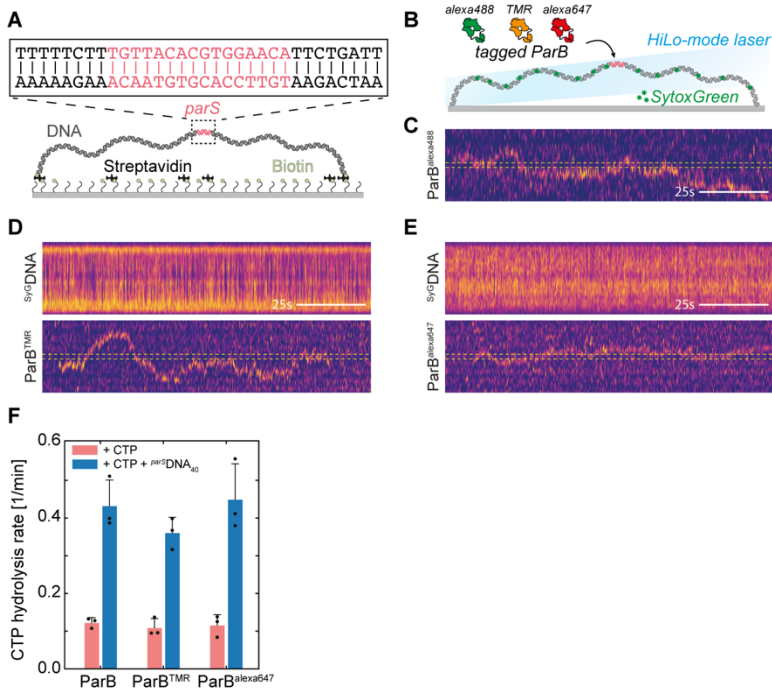 A
TTTTTCTTTGTTACACGTGGAACATTCTGATT
AAAAAGAAACAATGTGCACCTTGTAAGACTAA
parS
DNA
Streptavidin
Biotin
B
alexa488
TMR
alexa647
tagged ParB
HiLo-mode laser
SytoxGreen
C
ParBalexa488
25s
D
SyGDNA
25s
ParBTMR
E
SyGDNA
25s
ParBalexa647
F
CTP hydrolysis rate [1/min]
0.6
0.4
0.2
0.0
+ CTP
+ CTP + parSDNA40
ParB
ParBTMR
ParBalexa647